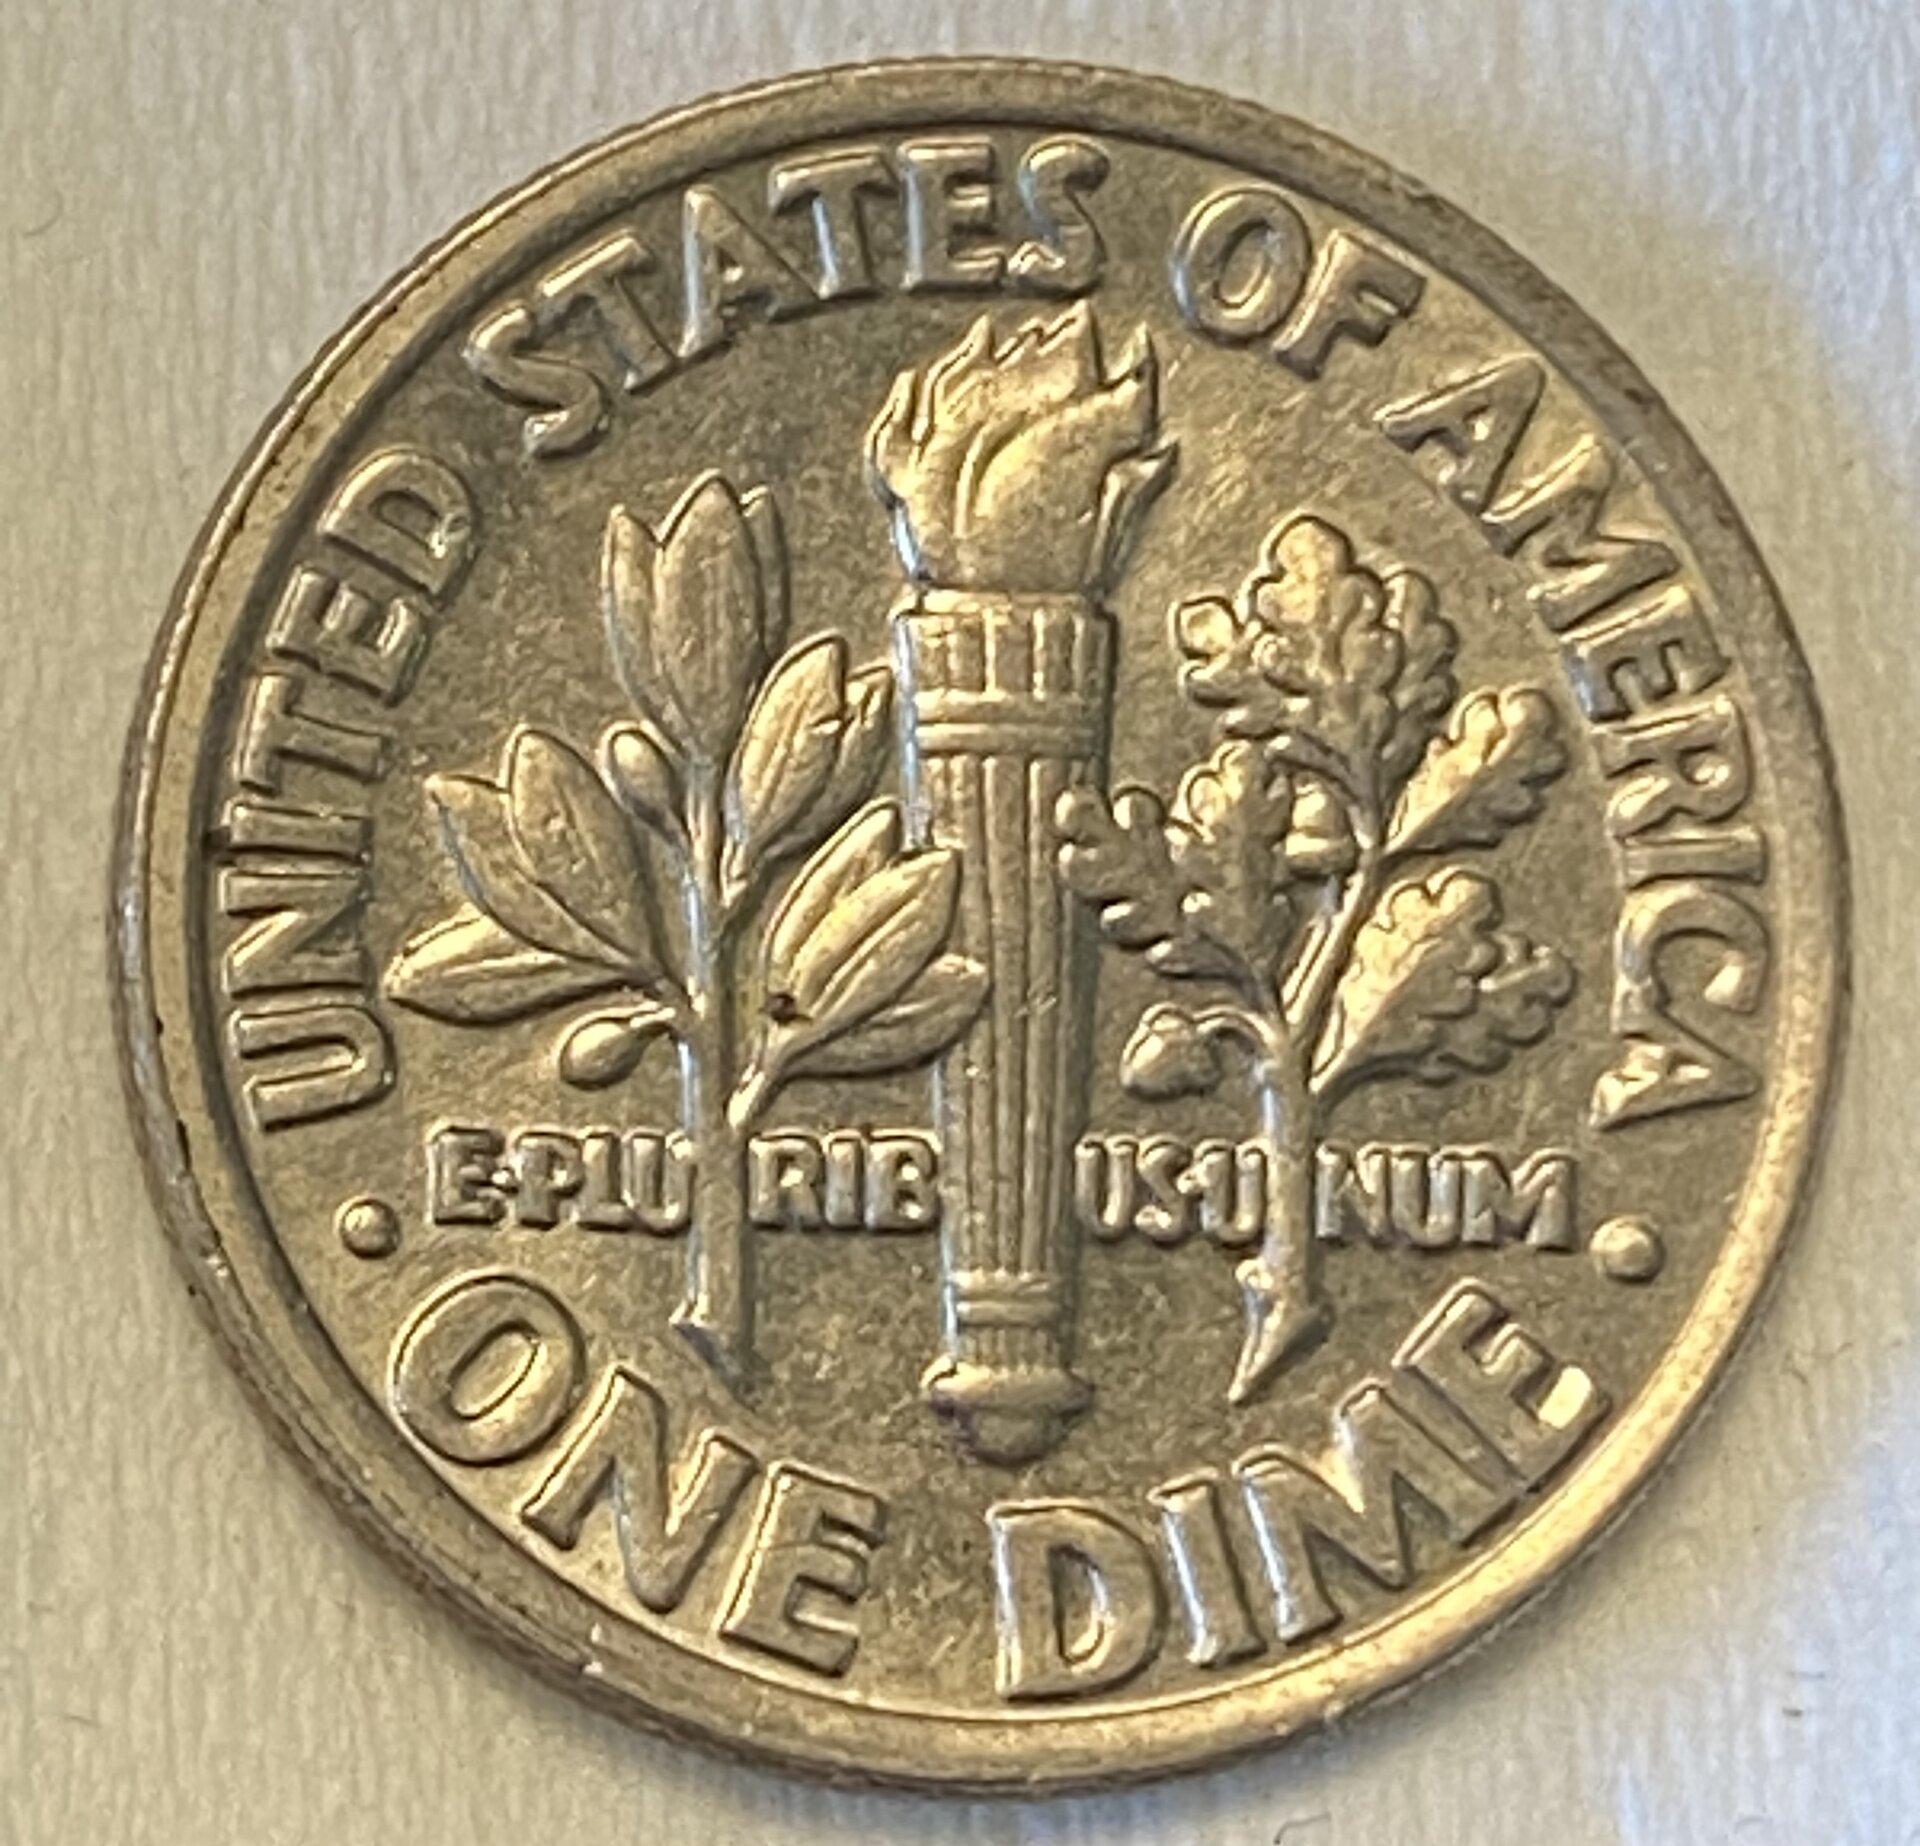 UNITED STATES OF AMERICA
E·PLURIBUS·UNUM
· ONE DIME ·